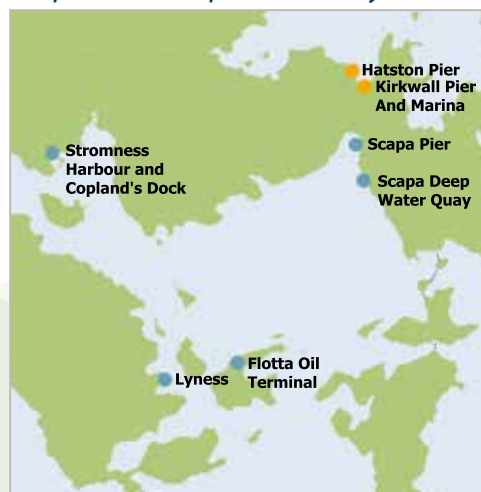 Hatston Pier
Kirkwall Pier
And Marina
Scapa Pier
Stromness
Harbour and
Copland's Dock
Scapa Deep
Water Quay
Flotta Oil
Terminal
Lyness